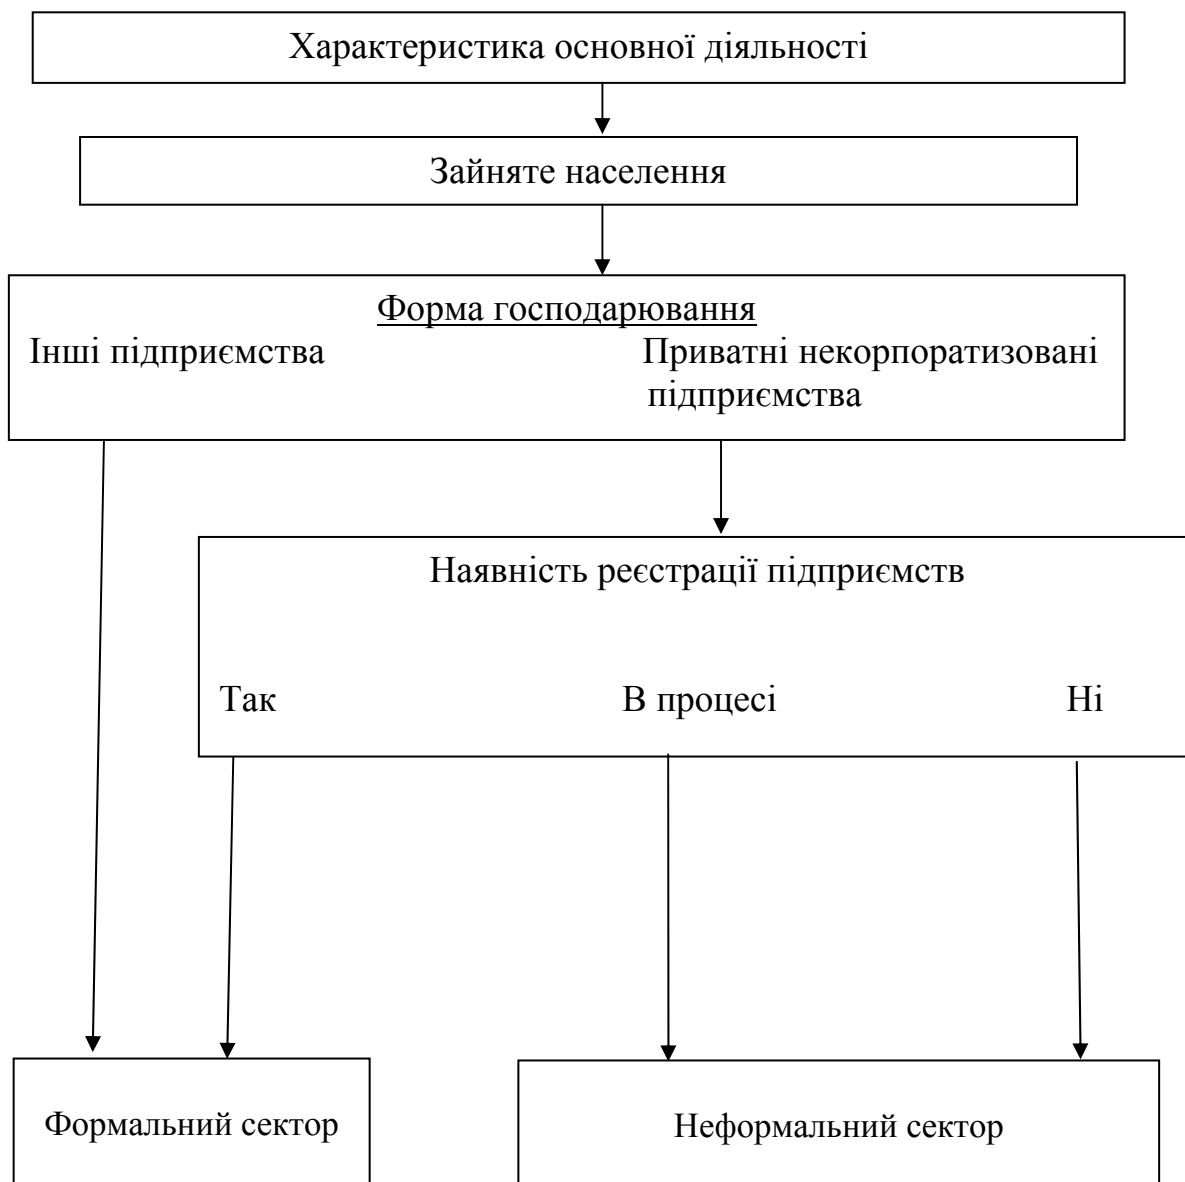 Характеристика основної діяльності
Зайняте населення
Форма господарювання
Інші підприємства
Приватні некорпоратизовані
підприємства
Наявність реєстрації підприємств
Так
В процесі
Ні
Формальний сектор
Неформальний сектор